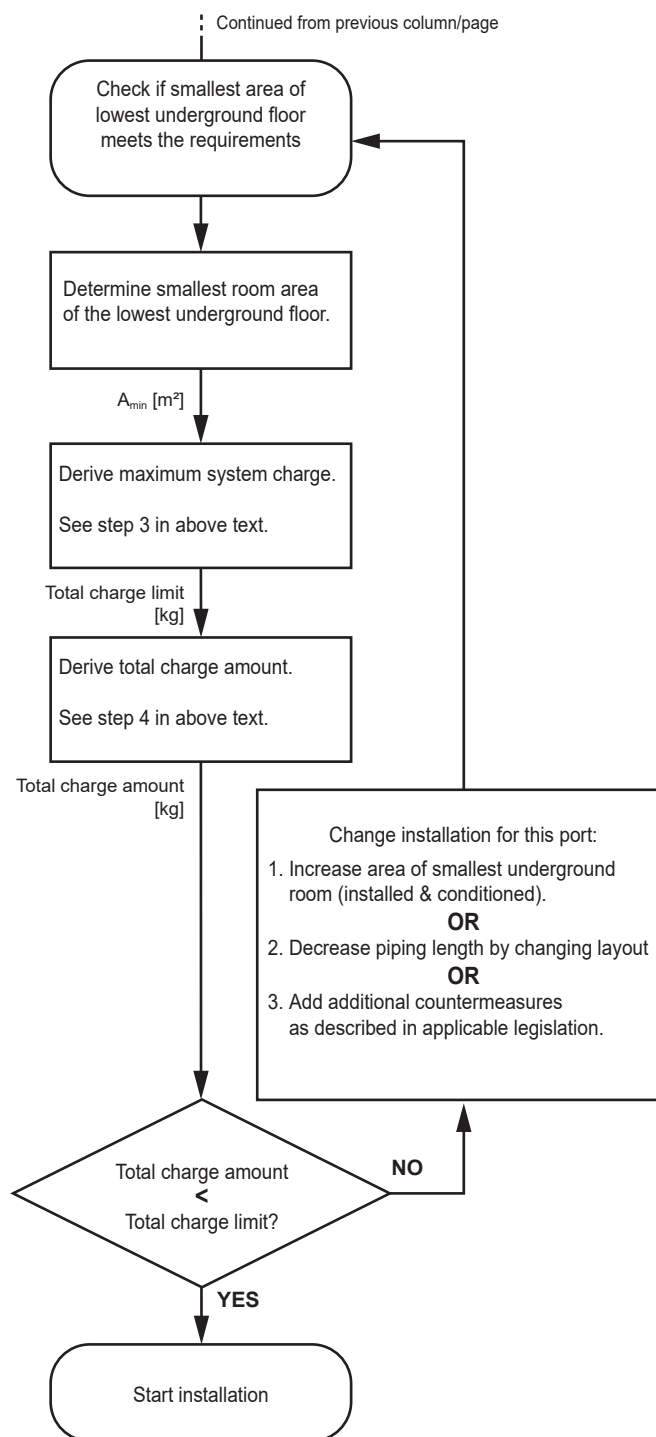 Continued from previous column/page
Check if smallest area of
lowest underground floor
meets the requirements
Determine smallest room area
of the lowest underground floor.
Amin [m²]
Derive maximum system charge.
See step 3 in above text.
Total charge limit
[kg]
Derive total charge amount.
See step 4 in above text.
Total charge amount
[kg]
Change installation for this port:
1. Increase area of smallest underground
room (installed & conditioned).
OR
2. Decrease piping length by changing layout
OR
3. Add additional countermeasures
as described in applicable legislation.
Total charge amount
<
Total charge limit?
NO
YES
Start installation